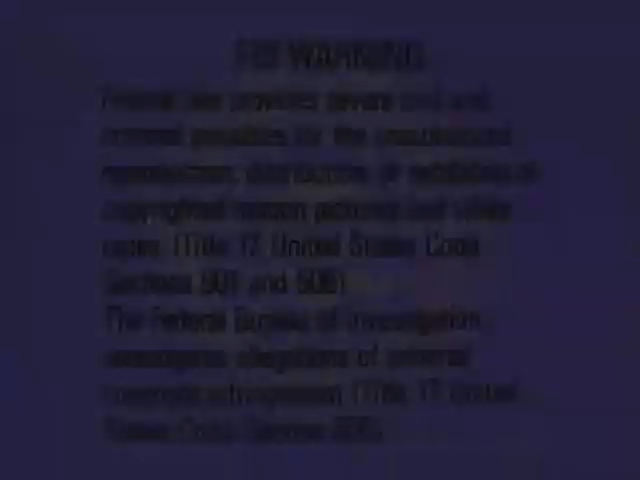 FBI WARNING
Federal law provides severe civil and
criminal penalties for the unauthorized
reproduction, distribution, or exhibition of
copyrighted motion pictures and video
tapes (Title 17 United States Code
Sections 501 and 506)
The Federal Bureau of Investigation
investigates allegations of criminal
copyright infringement (Title 17 United
States Code Section 506)